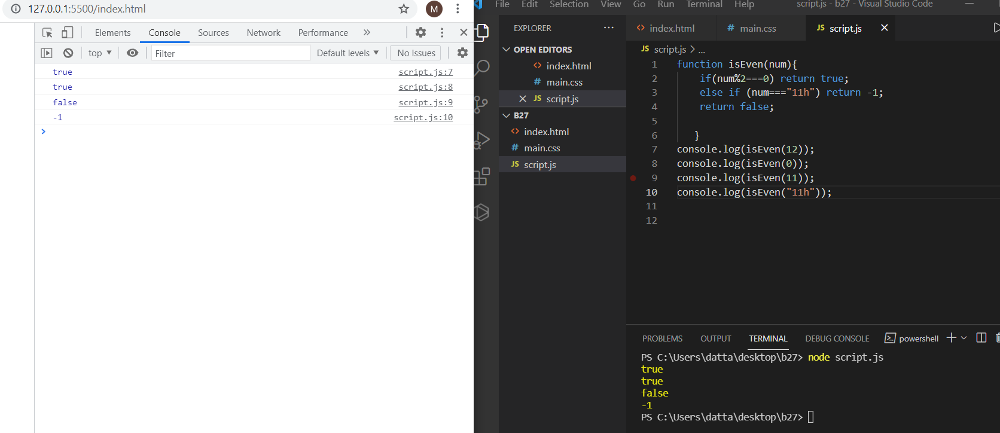 127.0.0.1:5500/index.html
M
Elements Console Sources Network Performance »
top Filter Default levels No Issues
true script.js:7
true script.js:8
false script.js:9
-1 script.js:10
>
File Edit Selection View Go Run Terminal Help script.js - b27 - Visual Studio Code
EXPLORER ...
OPEN EDITORS
<> index.html
# main.css
JS script.js
B27
<> index.html
# main.css
JS script.js
<> index.html # main.css JS script.js
JS script.js > ...
1 function isEven(num){
2 if(num%2===0) return true;
3 else if (num==="11h") return -1;
4 return false;
5
6 }
7 console.log(isEven(12));
8 console.log(isEven(0));
9 console.log(isEven(11));
10 console.log(isEven("11h"));
11
12
PROBLEMS OUTPUT TERMINAL DEBUG CONSOLE powershell
PS C:\Users\datta\desktop\b27> node script.js
true
true
false
-1
PS C:\Users\datta\desktop\b27>